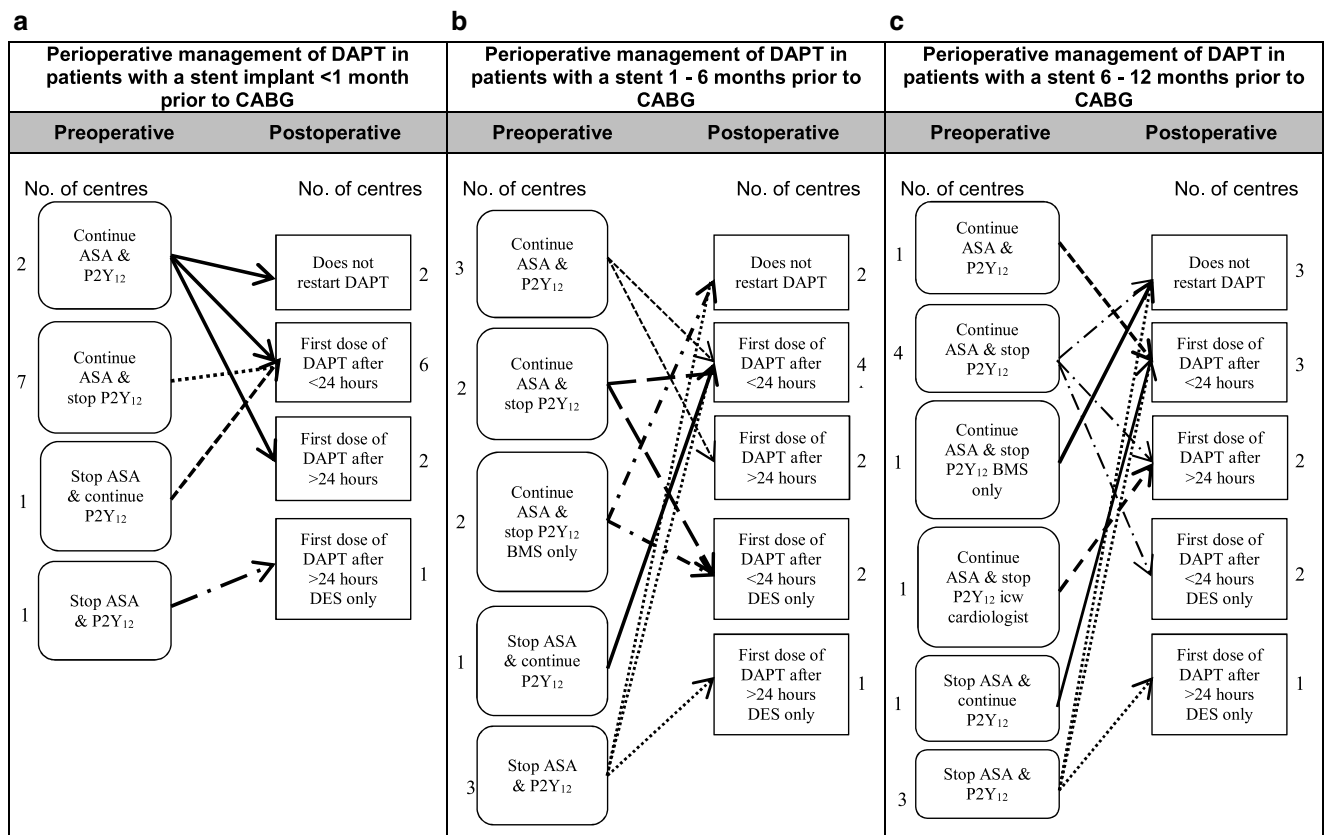 a
Perioperative management of DAPT in
patients with a stent implant <1 month
prior to CABG
Preoperative
Postoperative
No. of centres
No. of centres
2
Continue
ASA &
P2Y12
7
Continue
ASA &
stop P2Y12
1
Stop ASA
& continue
P2Y12
1
Stop ASA
& P2Y12
Does not
restart DAPT
2
First dose of
DAPT after
<24 hours
6
First dose of
DAPT after
>24 hours
2
First dose of
DAPT after
>24 hours
DES only
1
b
Perioperative management of DAPT in
patients with a stent 1 - 6 months prior to
CABG
Preoperative
Postoperative
No. of centres
No. of centres
3
Continue
ASA &
P2Y12
2
Continue
ASA &
stop P2Y12
2
Continue
ASA &
stop P2Y12
BMS only
1
Stop ASA
& continue
P2Y12
3
Stop ASA
& P2Y12
Does not
restart DAPT
2
First dose of
DAPT after
<24 hours
4
First dose of
DAPT after
>24 hours
2
First dose of
DAPT after
<24 hours
DES only
2
First dose of
DAPT after
>24 hours
DES only
1
c
Perioperative management of DAPT in
patients with a stent 6 - 12 months prior to
CABG
Preoperative
Postoperative
No. of centres
No. of centres
1
Continue
ASA &
P2Y12
4
Continue
ASA & stop
P2Y12
1
Continue
ASA & stop
P2Y12 BMS
only
1
Continue
ASA & stop
P2Y12 icw
cardiologist
1
Stop ASA
& continue
P2Y12
3
Stop ASA &
P2Y12
Does not
restart DAPT
3
First dose of
DAPT after
<24 hours
3
First dose of
DAPT after
>24 hours
2
First dose of
DAPT after
<24 hours
DES only
2
First dose of
DAPT after
>24 hours
DES only
1